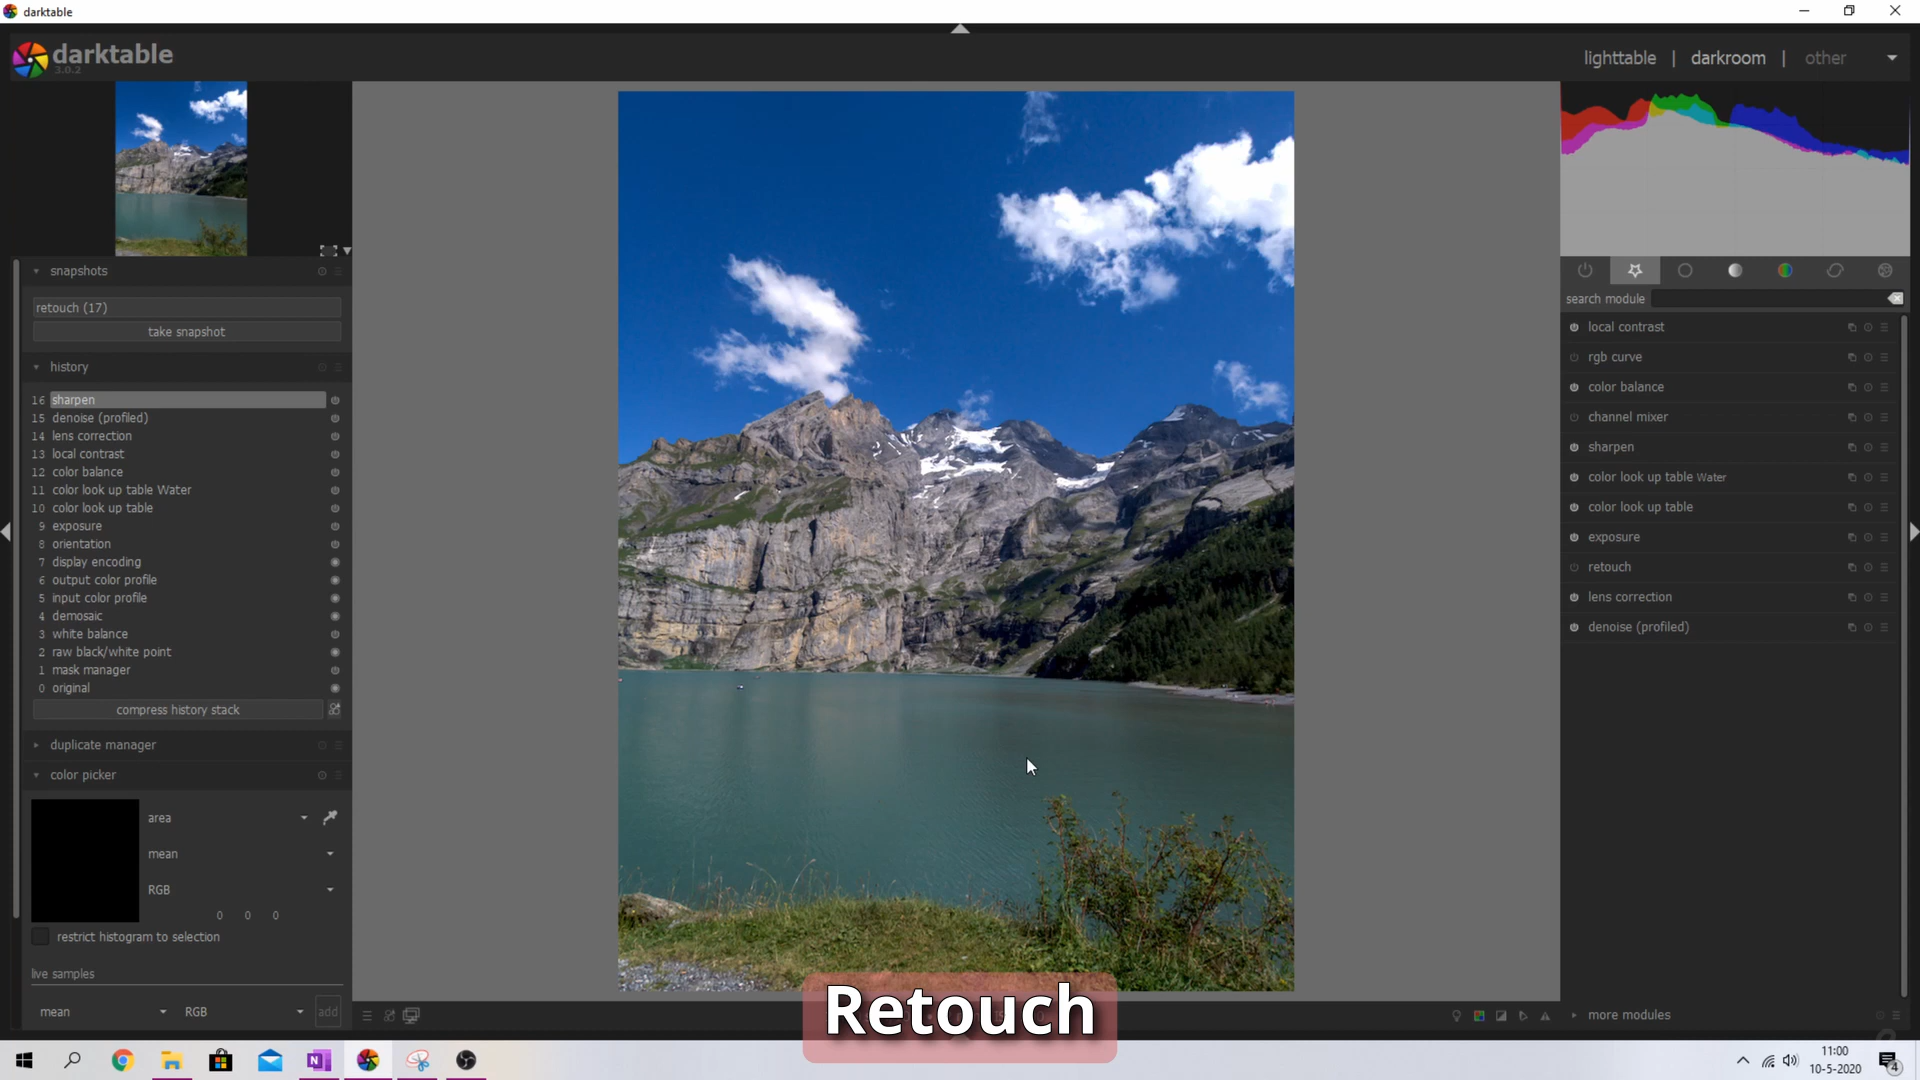 darktable
darktable
3.0.2
lighttable | darkroom | other
snapshots
retouch (17)
take snapshot
history
16 sharpen
15 denoise (profiled)
14 lens correction
13 local contrast
12 color balance
11 color look up table Water
10 color look up table
9 exposure
8 orientation
7 display encoding
6 output color profile
5 input color profile
4 demosaic
3 white balance
2 raw black/white point
1 mask manager
0 original
compress history stack
duplicate manager
color picker
area
mean
RGB
0 0 0
restrict histogram to selection
live samples
mean RGB add
search module
local contrast
rgb curve
color balance
channel mixer
sharpen
color look up table Water
color look up table
exposure
retouch
lens correction
denoise (profiled)
more modules
Retouch
11:00
10-5-2020
4